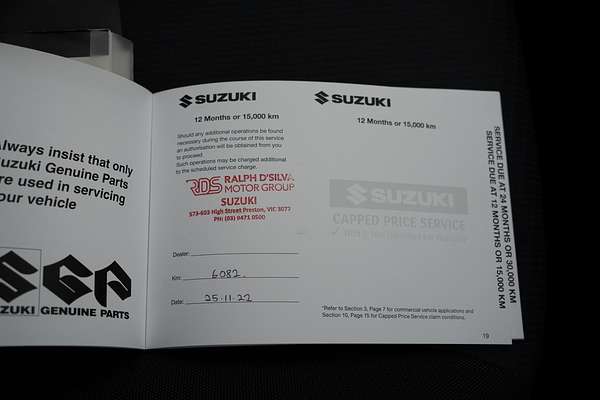 Always insist that only
Suzuki Genuine Parts
are used in servicing
your vehicle
SGP
SUZUKI GENUINE PARTS
SUZUKI
12 Months or 15,000 km
Should any additional operations be found
necessary during the course of this service
an authorisation will be obtained from you
to proceed.
Such operations may be charged additional
to the scheduled service charge.
RDS RALPH D'SILVA
MOTOR GROUP
SUZUKI
573-603 High Street Preston, VIC 3072
PH: (03) 9471 0500
Dealer:
Km: 6082
Date: 25.11.22
SUZUKI
12 Months or 15,000 km
SUZUKI
CAPPED PRICE SERVICE
*Refer to Section 3, Page 7 for commercial vehicle applications and
Section 10, Page 15 for Capped Price Service claim conditions.
19
SERVICE DUE AT 24 MONTHS OR 30,000 KM
SERVICE DUE AT 12 MONTHS OR 15,000 KM